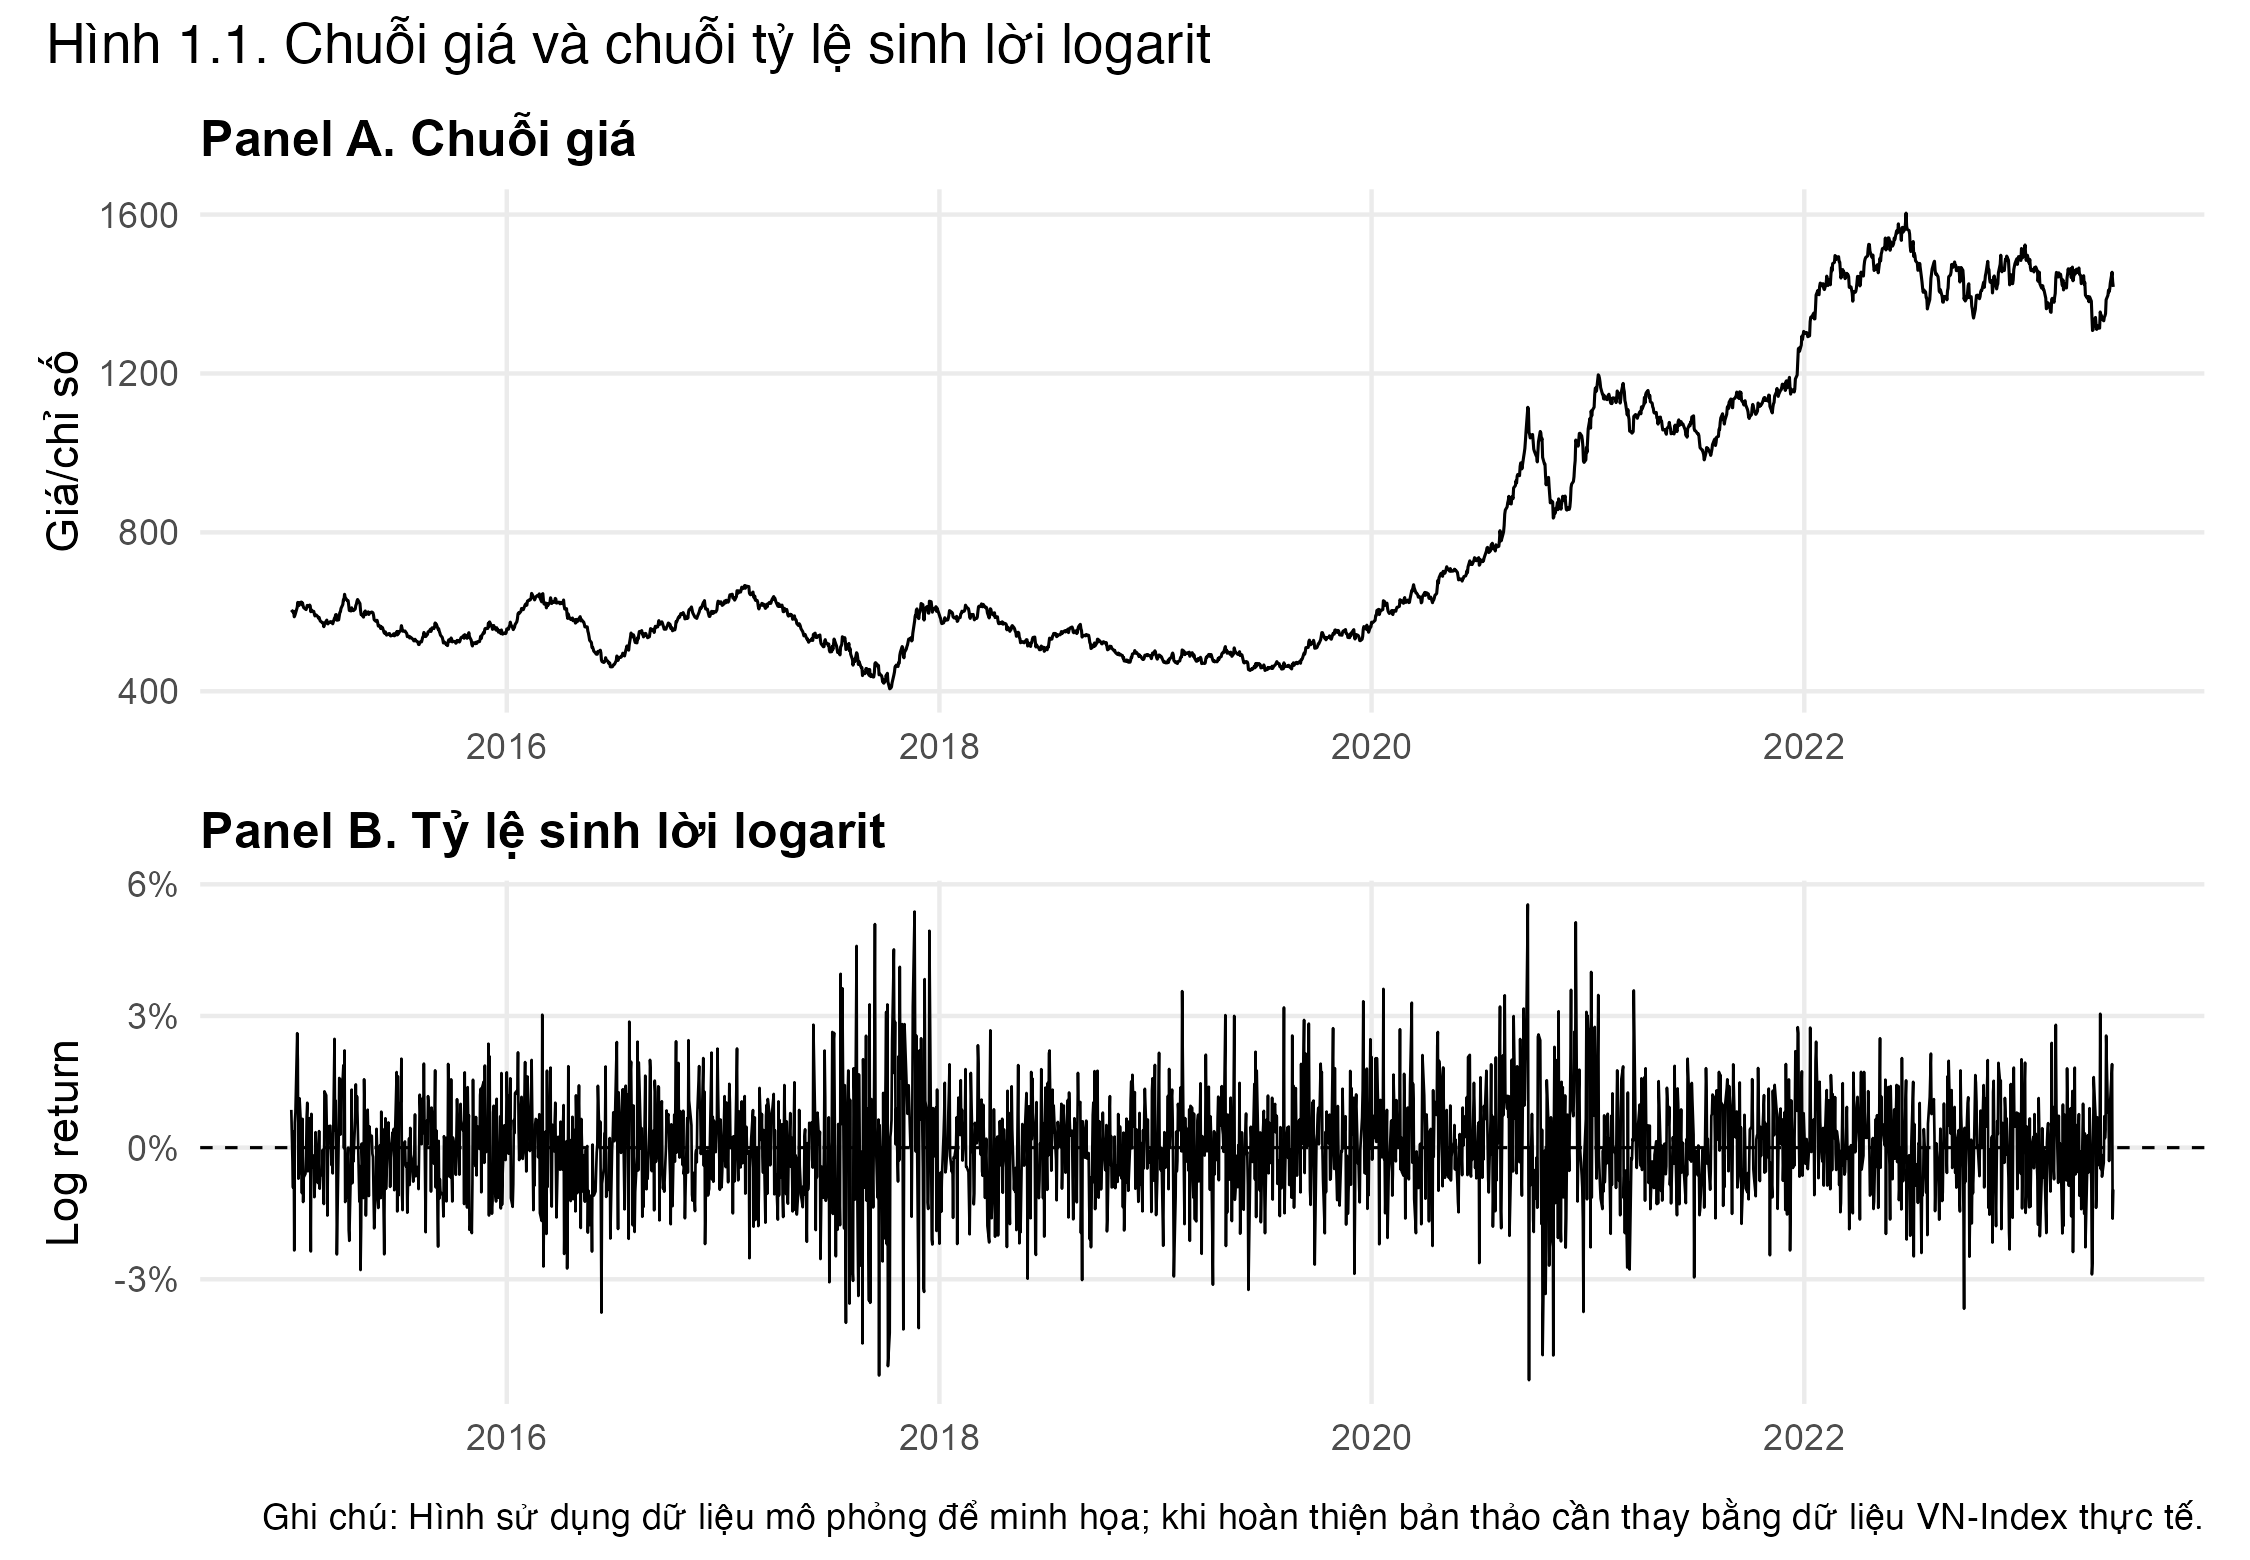 Hình 1.1. Chuỗi giá và chuỗi tỷ lệ sinh lời logarit
Panel A. Chuỗi giá
Giá/chỉ số
1600
1200
800
400
2016 2018 2020 2022
Panel B. Tỷ lệ sinh lời logarit
Log return
6%
3%
0%
-3%
2016 2018 2020 2022
Ghi chú: Hình sử dụng dữ liệu mô phỏng để minh họa; khi hoàn thiện bản thảo cần thay bằng dữ liệu VN-Index thực tế.